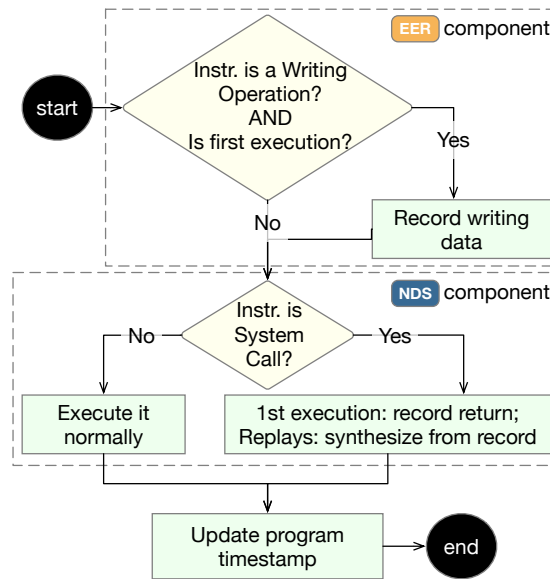 EER component
start
Instr. is a Writing
Operation?
AND
Is first execution?
Yes
No
Record writing
data
NDS component
Instr. is
System
Call?
No
Yes
Execute it
normally
1st execution: record return;
Replays: synthesize from record
Update program
timestamp
end